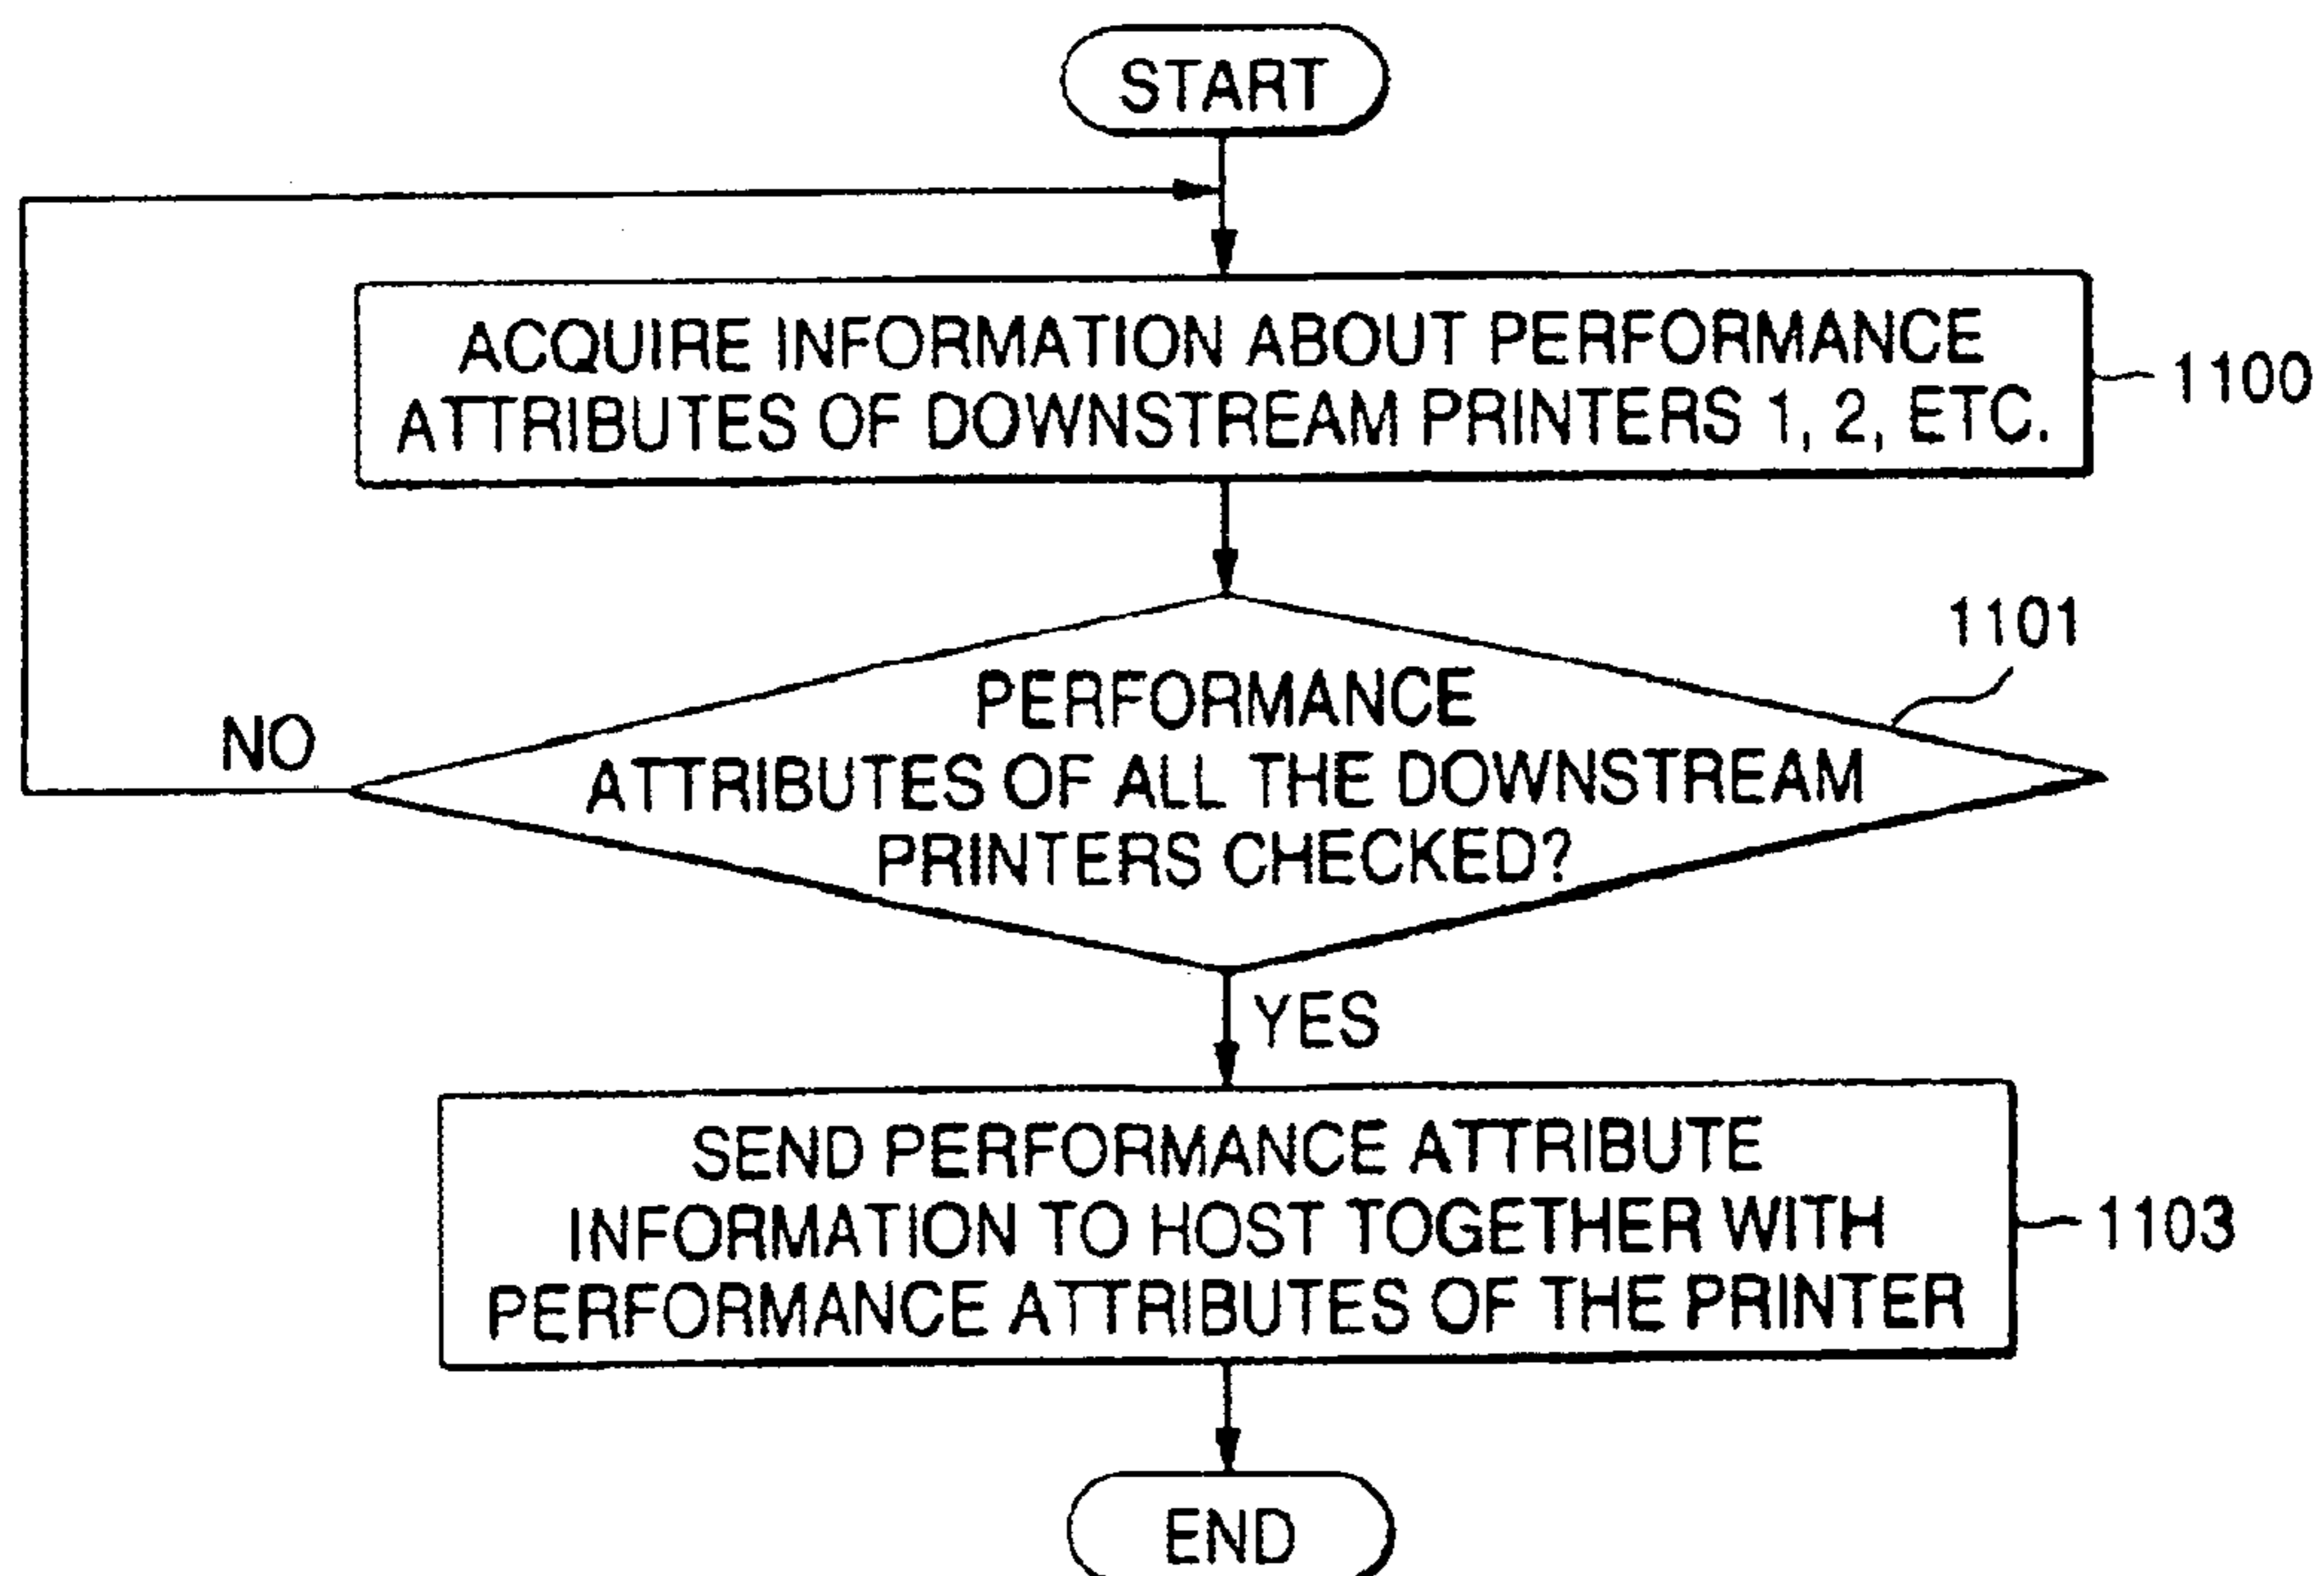 START
ACQUIRE INFORMATION ABOUT PERFORMANCE
ATTRIBUTES OF DOWNSTREAM PRINTERS 1, 2, ETC.
1100
1101
PERFORMANCE
ATTRIBUTES OF ALL THE DOWNSTREAM
PRINTERS CHECKED?
NO
YES
SEND PERFORMANCE ATTRIBUTE
INFORMATION TO HOST TOGETHER WITH
PERFORMANCE ATTRIBUTES OF THE PRINTER
1103
END